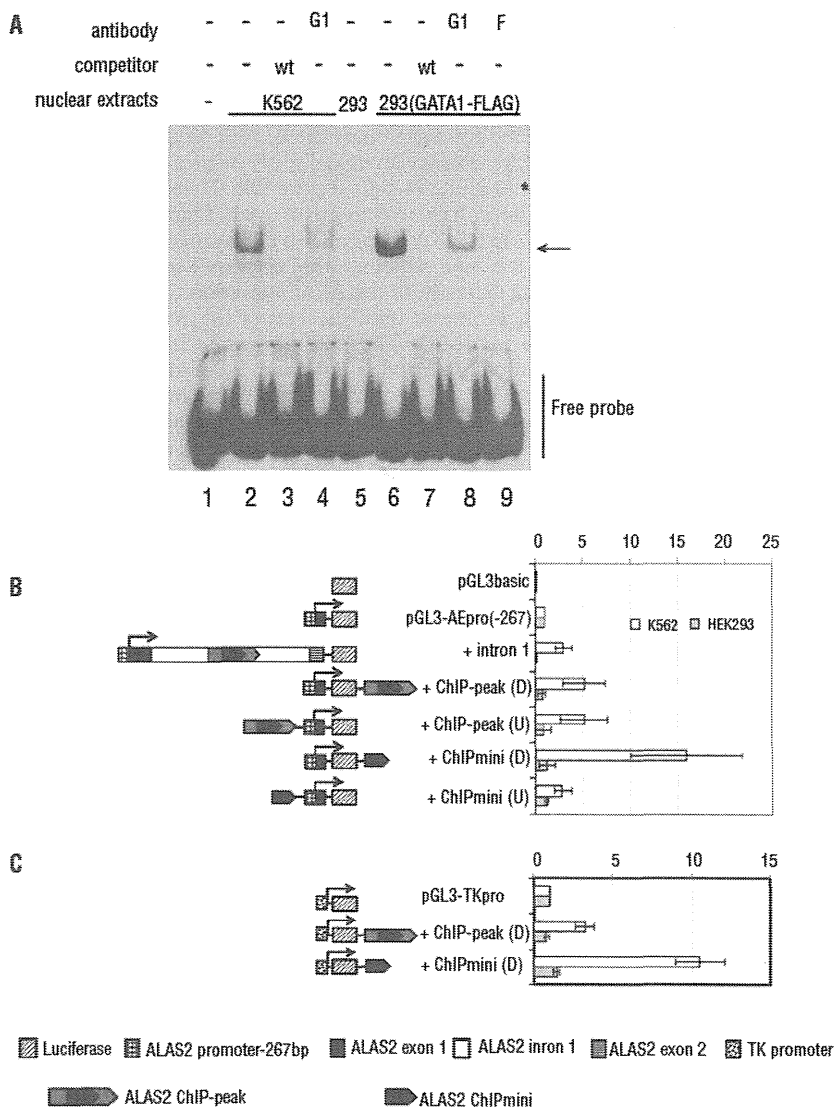 A
antibody - - - G1 - - - G1 F
competitor - - wt - - - wt - -
nuclear extracts - K562 293 293(GATA1-FLAG)
*
←
Free probe
1 2 3 4 5 6 7 8 9
B
0 5 10 15 20 25
pGL3basic
pGL3-AEpro(-267)
K562 HEK293
+ intron 1
+ ChIP-peak (D)
+ ChIP-peak (U)
+ ChIPmini (D)
+ ChIPmini (U)
C
0 5 10 15
pGL3-TKpro
+ ChIP-peak (D)
+ ChIPmini (D)
Luciferase ALAS2 promoter-267bp ALAS2 exon 1 ALAS2 inron 1 ALAS2 exon 2 TK promoter
ALAS2 ChIP-peak ALAS2 ChIPmini